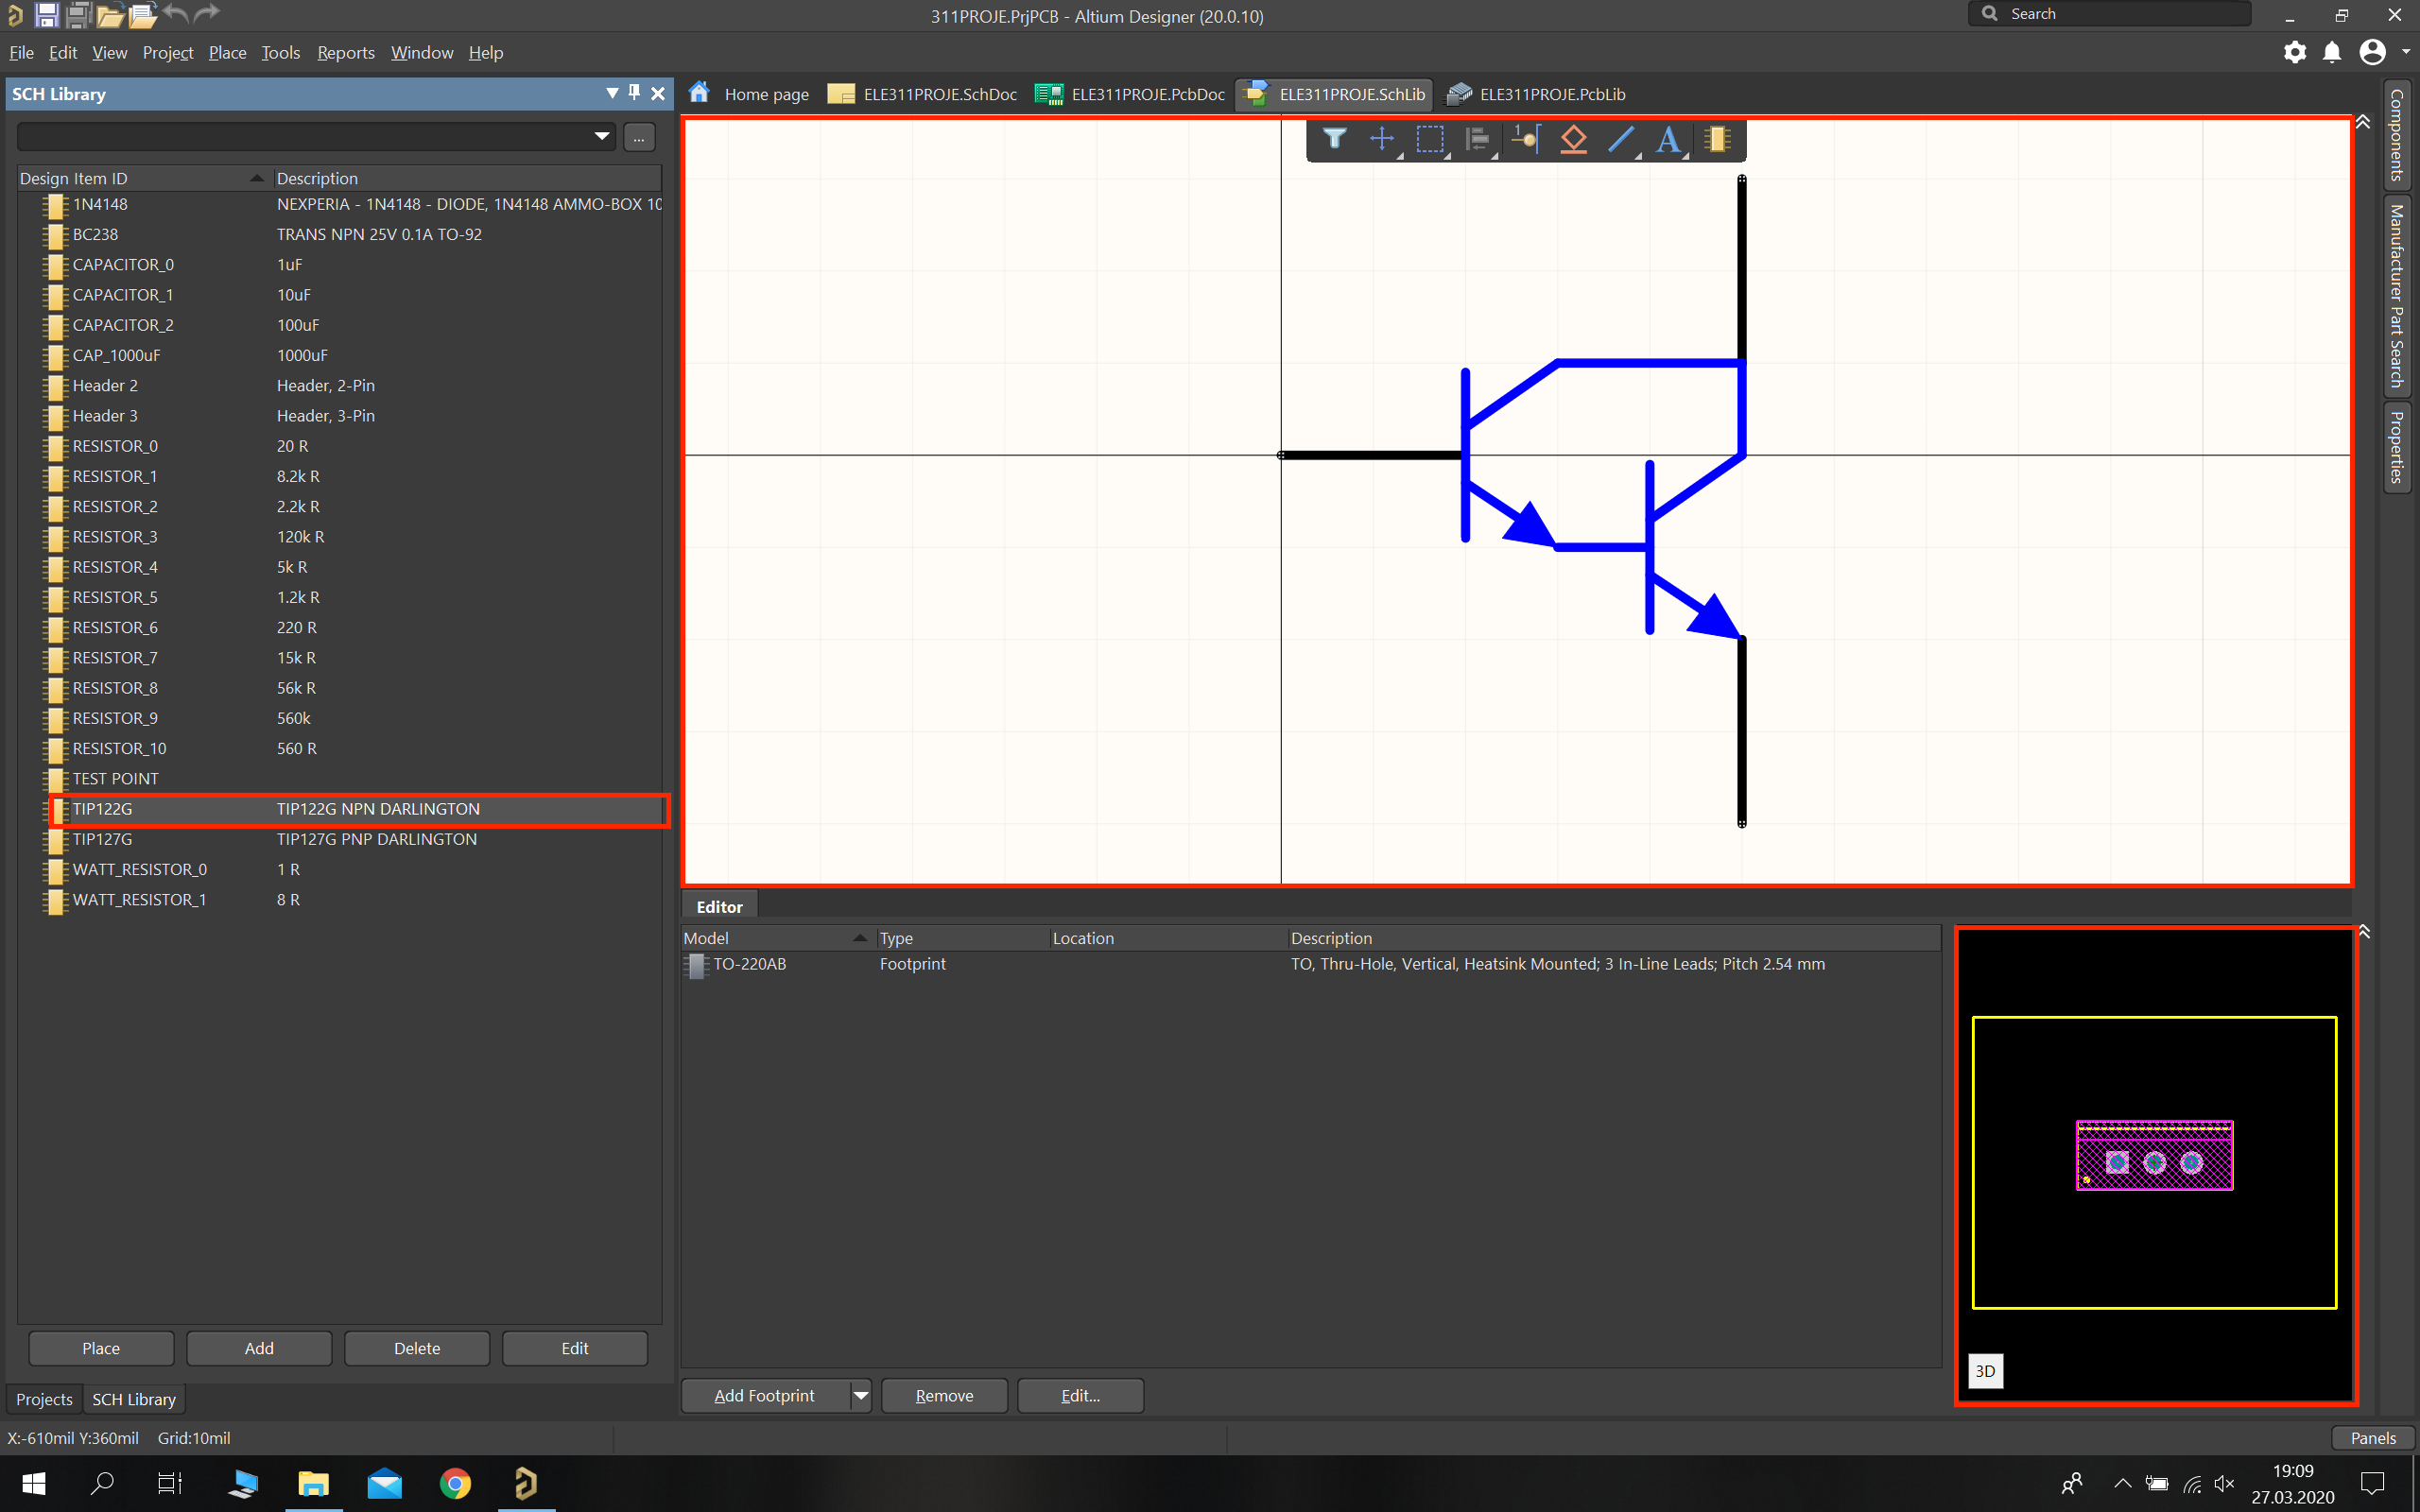 311PROJE.PrjPCB - Altium Designer (20.0.10)
Search
File Edit View Project Place Tools Reports Window Help
SCH Library
Home page ELE311PROJE.SchDoc ELE311PROJE.PcbDoc ELE311PROJE.SchLib ELE311PROJE.PcbLib
...
Design Item ID Description
1N4148 NEXPERIA - 1N4148 - DIODE, 1N4148 AMMO-BOX 10
BC238 TRANS NPN 25V 0.1A TO-92
CAPACITOR_0 1uF
CAPACITOR_1 10uF
CAPACITOR_2 100uF
CAP_1000uF 1000uF
Header 2 Header, 2-Pin
Header 3 Header, 3-Pin
RESISTOR_0 20 R
RESISTOR_1 8.2k R
RESISTOR_2 2.2k R
RESISTOR_3 120k R
RESISTOR_4 5k R
RESISTOR_5 1.2k R
RESISTOR_6 220 R
RESISTOR_7 15k R
RESISTOR_8 56k R
RESISTOR_9 560k
RESISTOR_10 560 R
TEST POINT
TIP122G TIP122G NPN DARLINGTON
TIP127G TIP127G PNP DARLINGTON
WATT_RESISTOR_0 1 R
WATT_RESISTOR_1 8 R
Place Add Delete Edit
Projects SCH Library
Components
Manufacturer Part Search
Properties
Editor
Model Type Location Description
TO-220AB Footprint TO, Thru-Hole, Vertical, Heatsink Mounted; 3 In-Line Leads; Pitch 2.54 mm
3D
Add Footprint Remove Edit...
X:-610mil Y:360mil Grid:10mil
Panels
19:09
27.03.2020